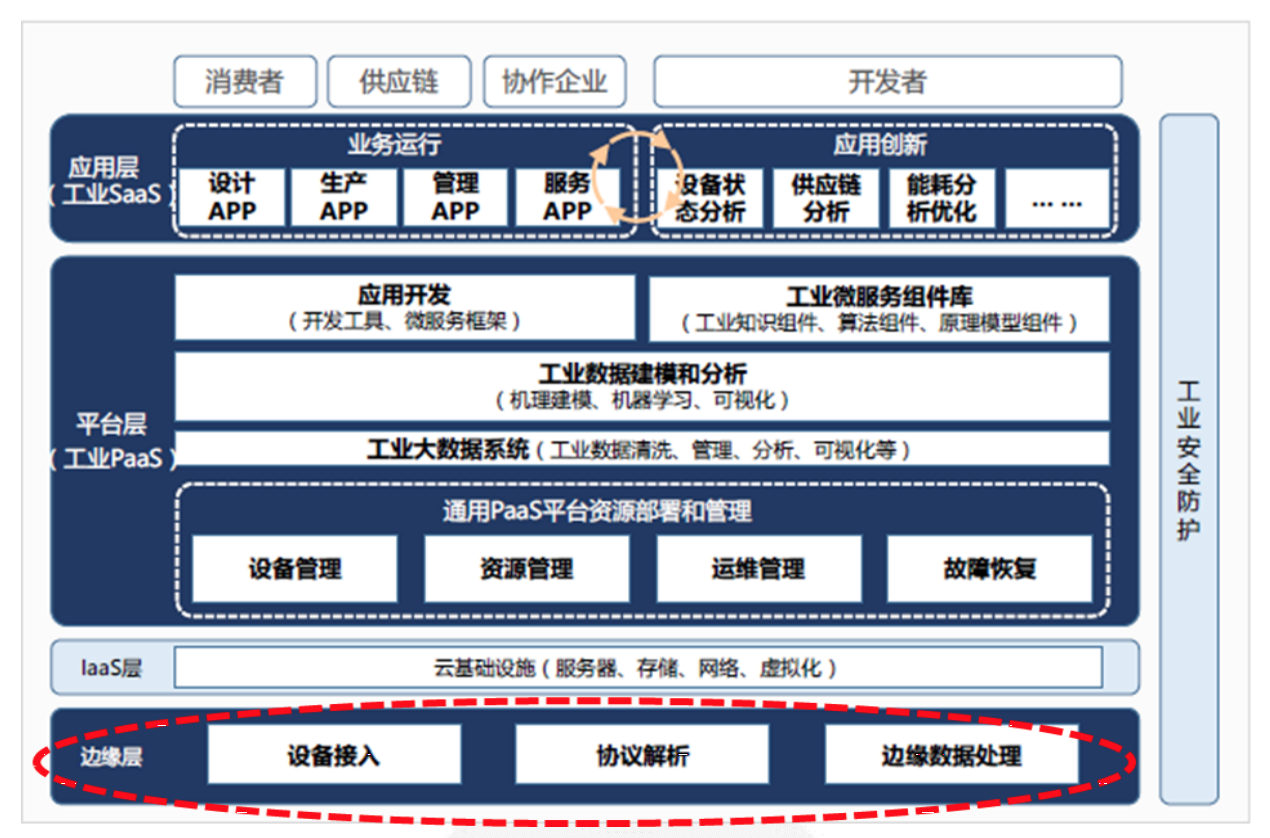 消费者
供应链
协作企业
开发者
应用层
（工业SaaS）
业务运行
设计
APP
生产
APP
管理
APP
服务
APP
应用创新
设备状
态分析
供应链
分析
能耗分
析优化
... ...
平台层
（工业PaaS）
应用开发
（开发工具、微服务框架）
工业微服务组件库
（工业知识组件、算法组件、原理模型组件）
工业数据建模和分析
（机理建模、机器学习、可视化）
工业大数据系统（工业数据清洗、管理、分析、可视化等）
通用PaaS平台资源部署和管理
设备管理
资源管理
运维管理
故障恢复
IaaS层
云基础设施（服务器、存储、网络、虚拟化）
边缘层
设备接入
协议解析
边缘数据处理
工业安全防护